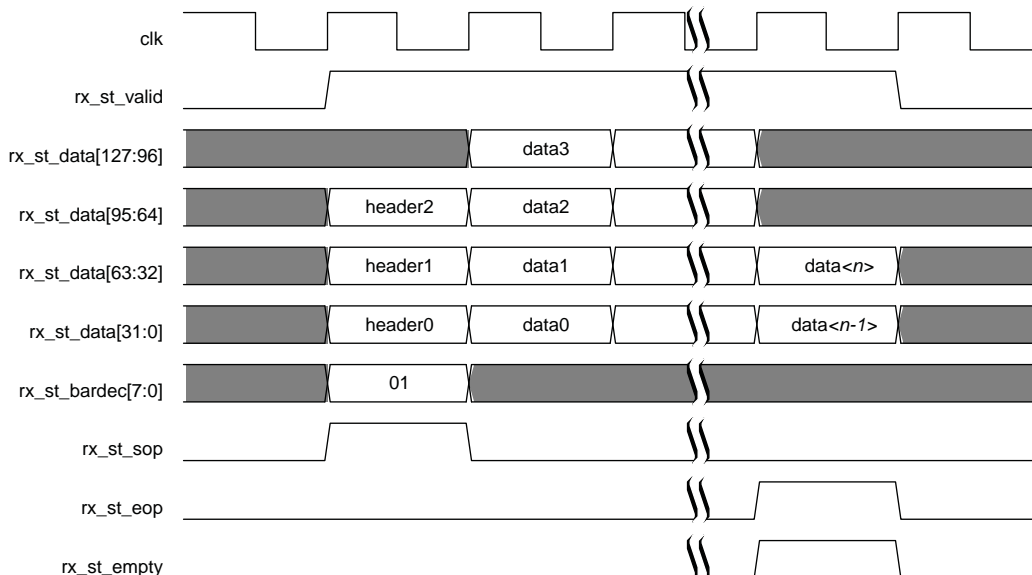 clk
rx_st_valid
rx_st_data[127:96] data3
rx_st_data[95:64] header2 data2
rx_st_data[63:32] header1 data1 data<n>
rx_st_data[31:0] header0 data0 data<n-1>
rx_st_bardec[7:0] 01
rx_st_sop
rx_st_eop
rx_st_empty